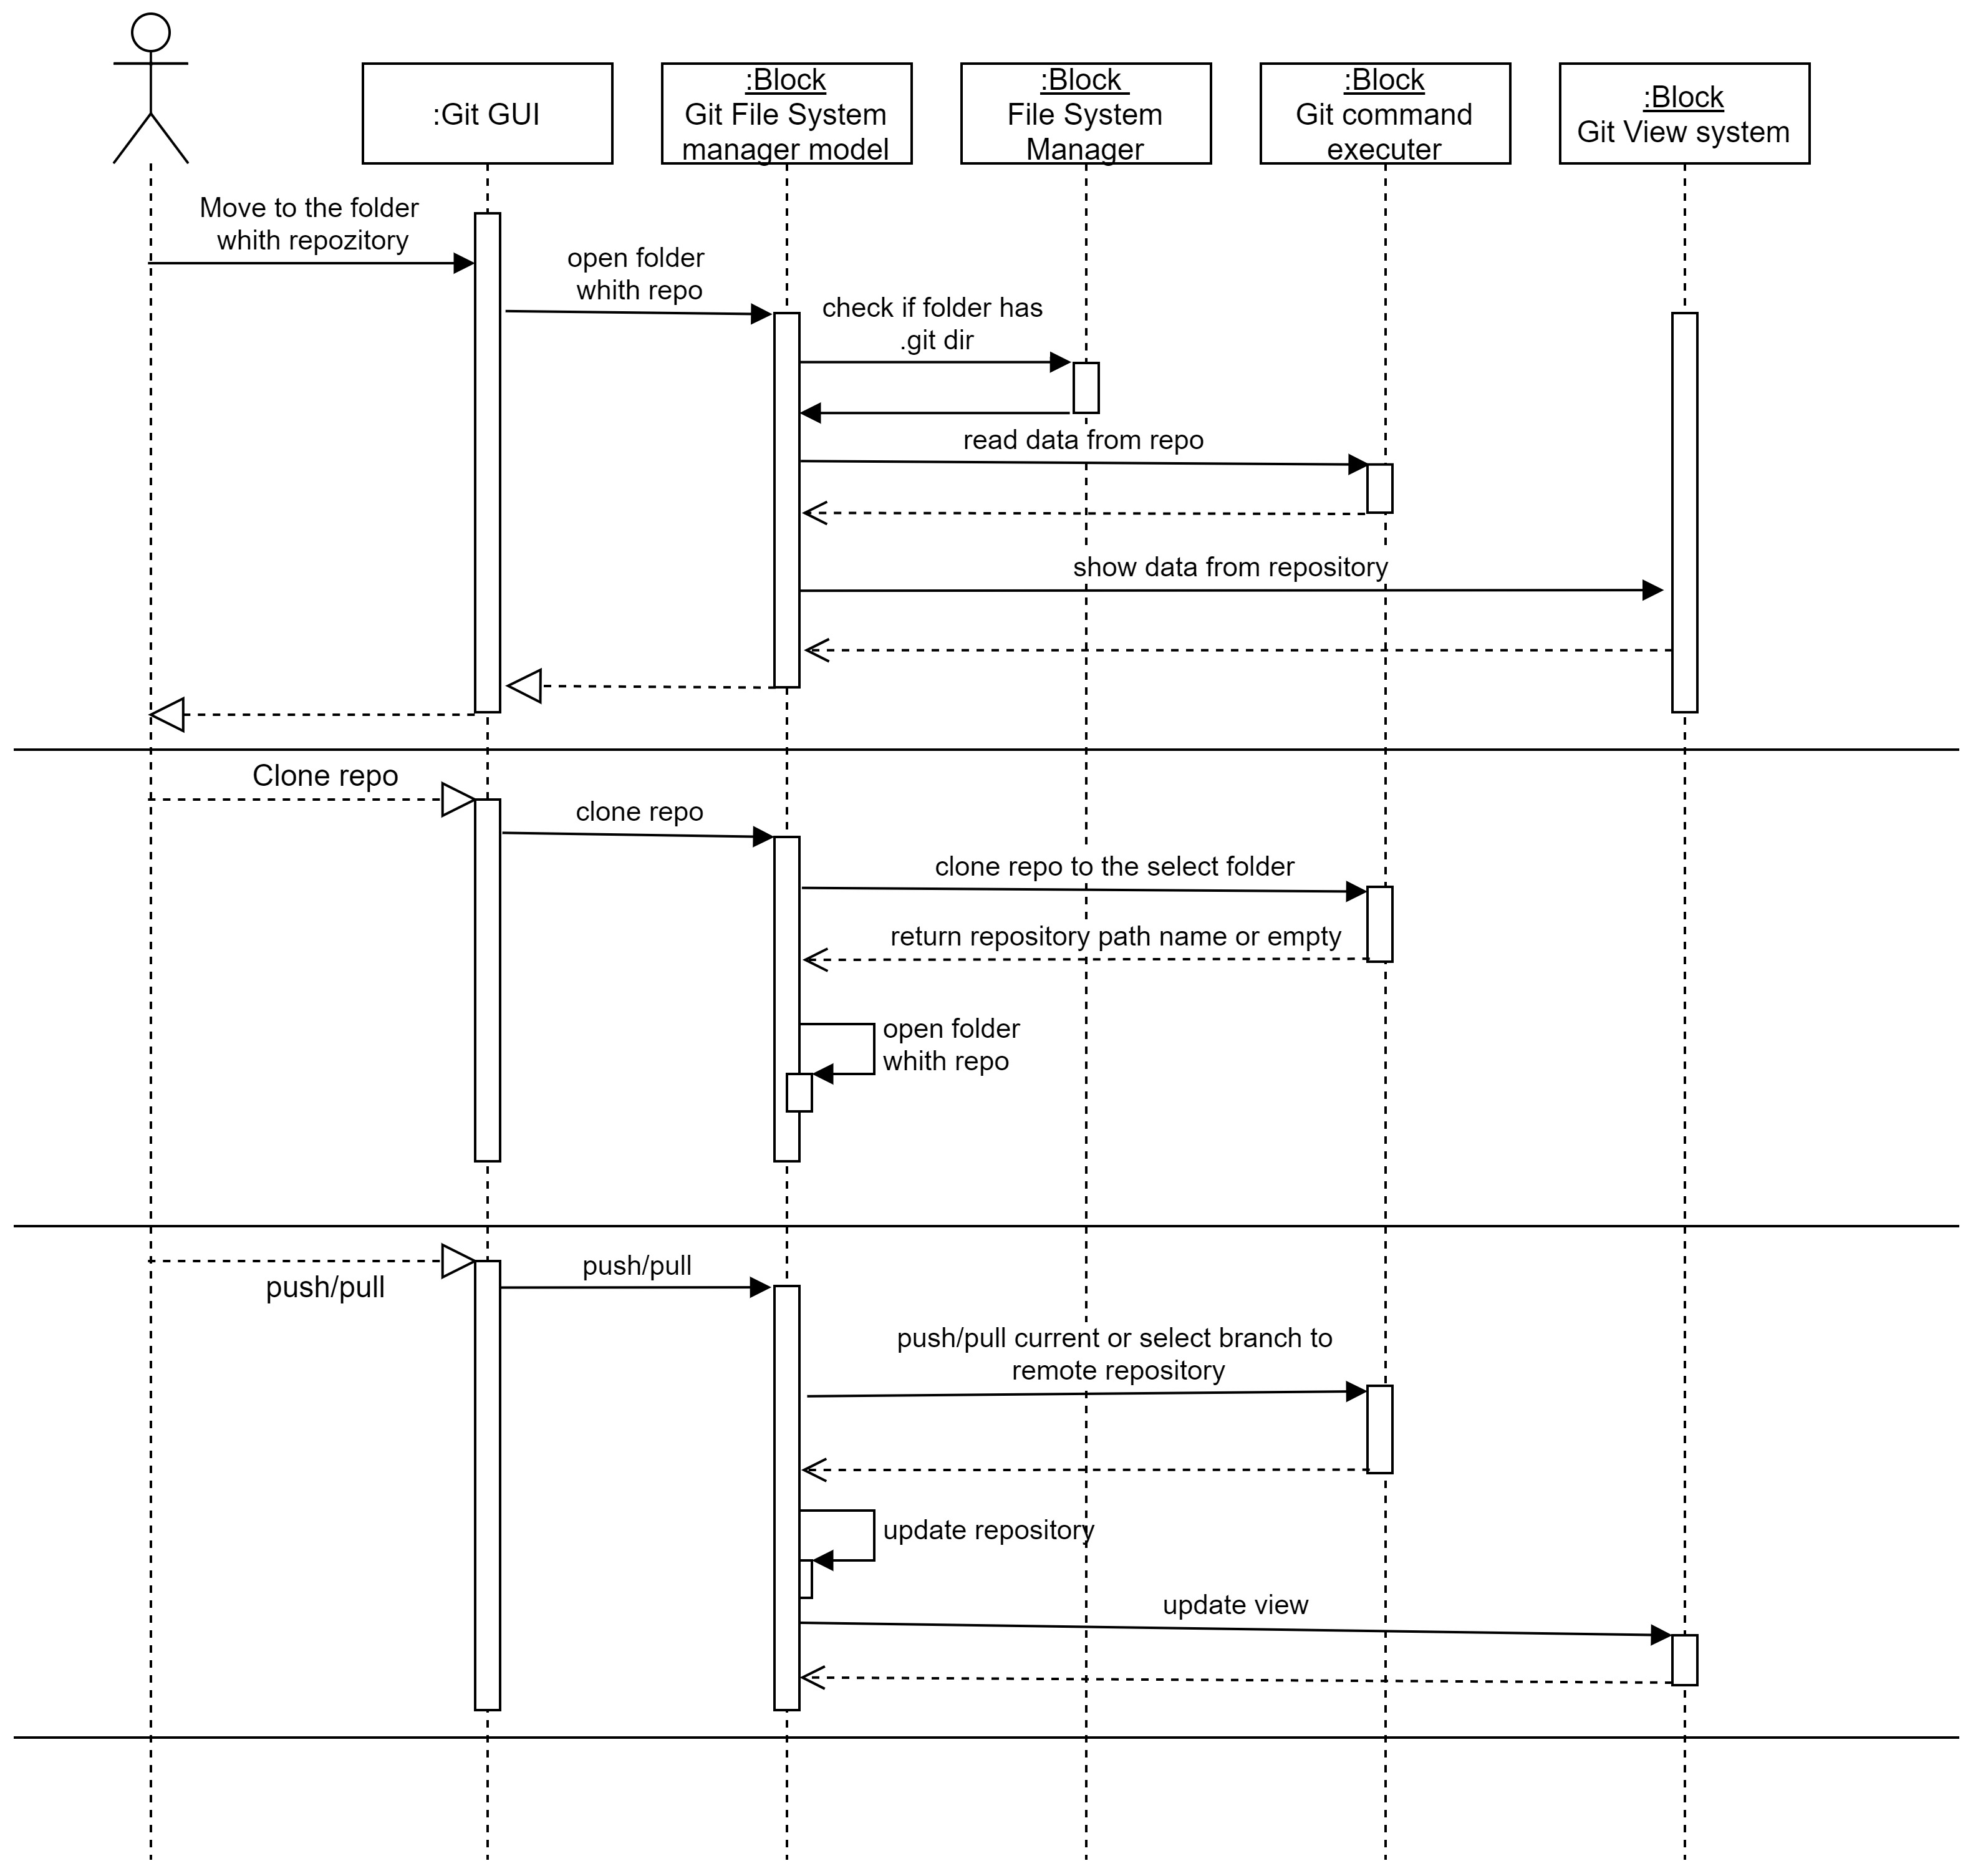 :Git GUI
:Block
Git File System
manager model
:Block
File System
Manager
:Block
Git command
executer
:Block
Git View system
Move to the folder
whith repozitory
open folder
whith repo
check if folder has
.git dir
read data from repo
show data from repository
Clone repo
clone repo
clone repo to the select folder
return repository path name or empty
open folder
whith repo
push/pull
push/pull
push/pull current or select branch to
remote repository
update repository
update view